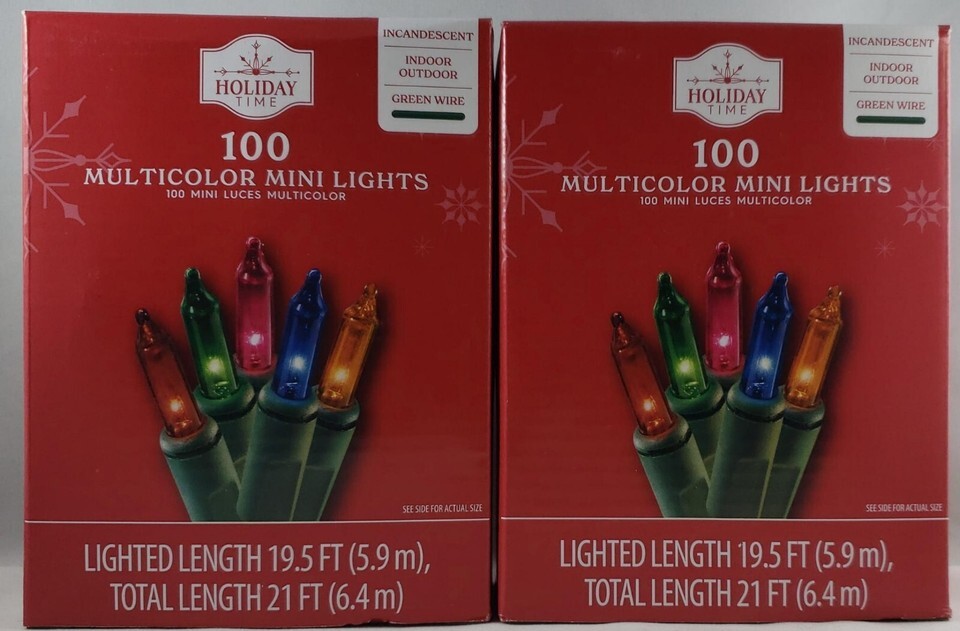 HOLIDAY
TIME
INCANDESCENT
INDOOR
OUTDOOR
GREEN WIRE
100
MULTICOLOR MINI LIGHTS
100 MINI LUCES MULTICOLOR
SEE SIDE FOR ACTUAL SIZE
LIGHTED LENGTH 19.5 FT (5.9 m),
TOTAL LENGTH 21 FT (6.4 m)
HOLIDAY
TIME
INCANDESCENT
INDOOR
OUTDOOR
GREEN WIRE
100
MULTICOLOR MINI LIGHTS
100 MINI LUCES MULTICOLOR
SEE SIDE FOR ACTUAL SIZE
LIGHTED LENGTH 19.5 FT (5.9 m),
TOTAL LENGTH 21 FT (6.4 m)